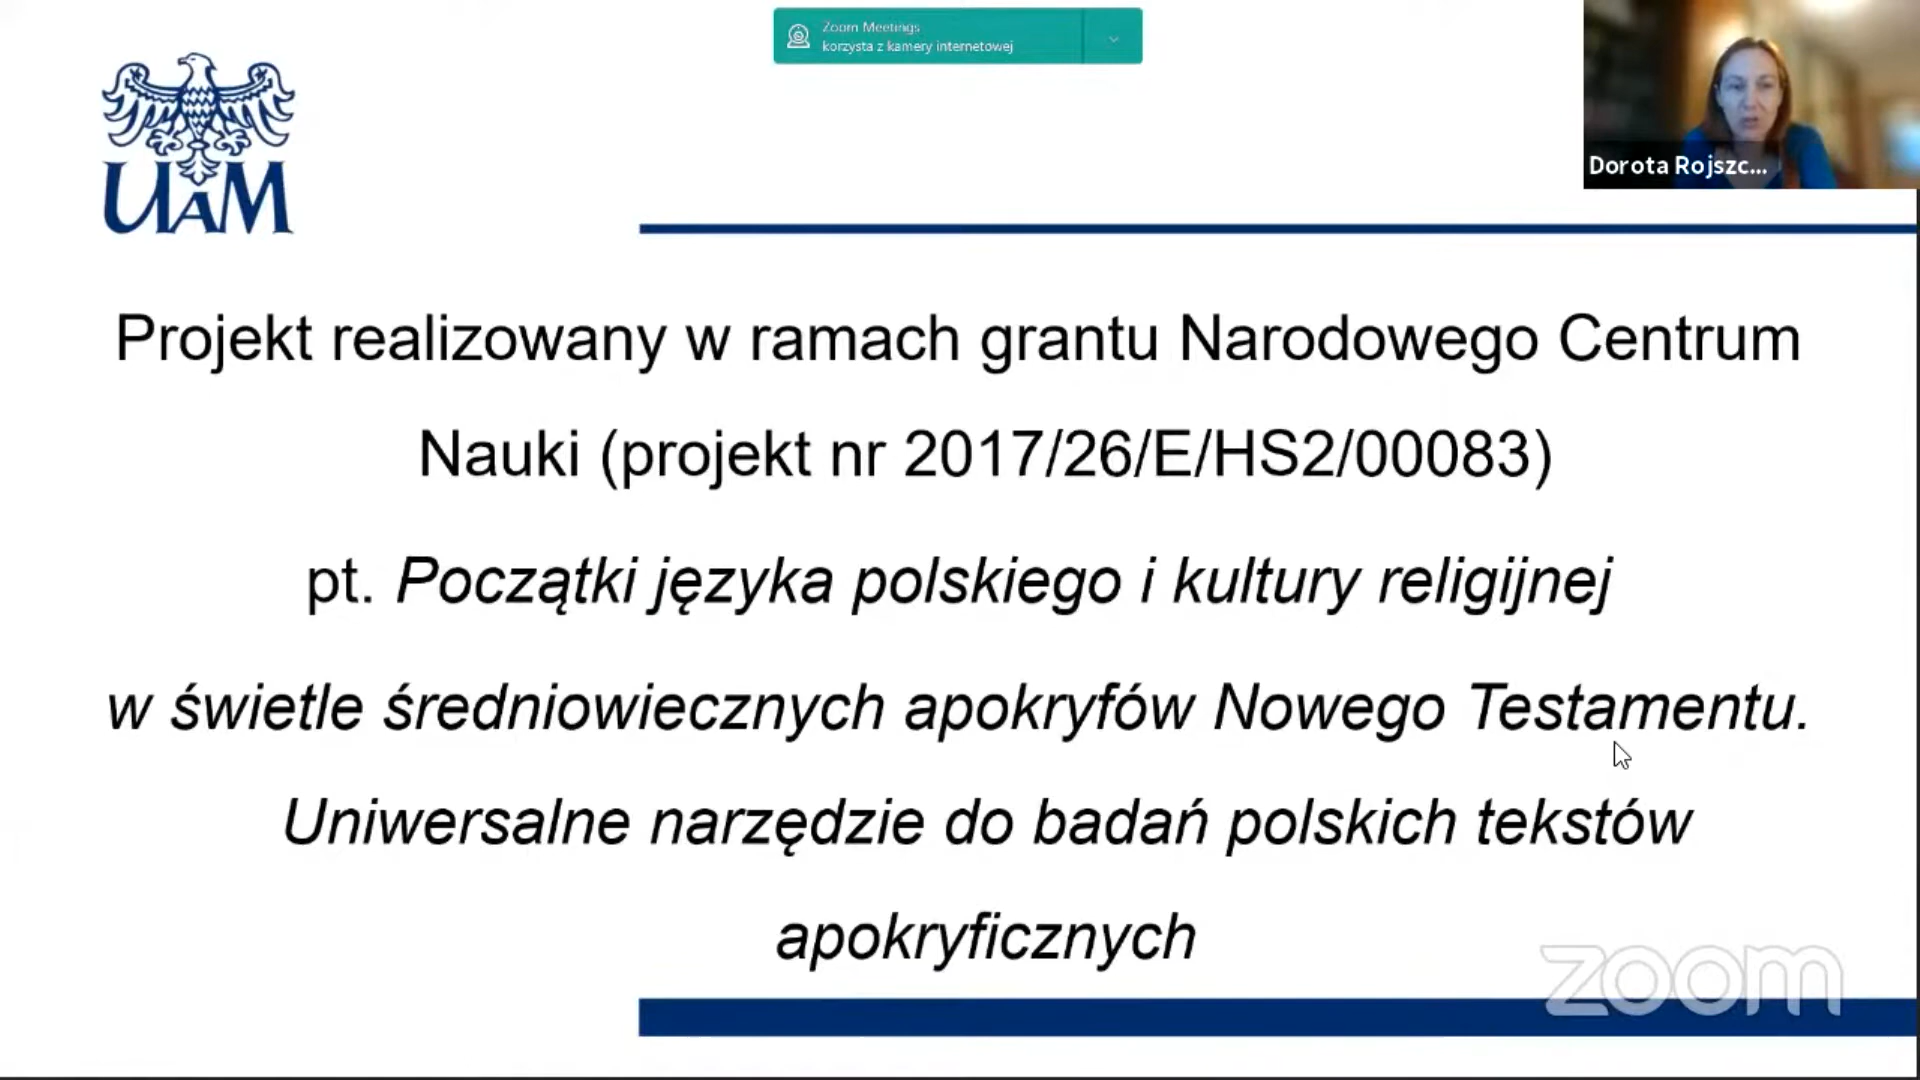 Zoom Meetings
korzysta z kamery internetowej
Dorota Rojszc...
UAM
Projekt realizowany w ramach grantu Narodowego Centrum
Nauki (projekt nr 2017/26/E/HS2/00083)
pt. Początki języka polskiego i kultury religijnej
w świetle średniowiecznych apokryfów Nowego Testamentu.
Uniwersalne narzędzie do badań polskich tekstów
apokryficznych
zoom